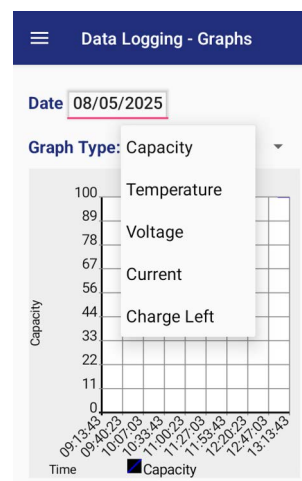 Data Logging - Graphs
Date 08/05/2025
Graph Type: Capacity
Temperature
Voltage
Current
Charge Left
100
89
78
67
56
44
33
22
11
0
Capacity
09:13:43
09:40:23
10:07:03
10:33:43
11:00:23
11:27:03
11:53:43
12:20:23
12:47:03
13:13:43
Time
Capacity